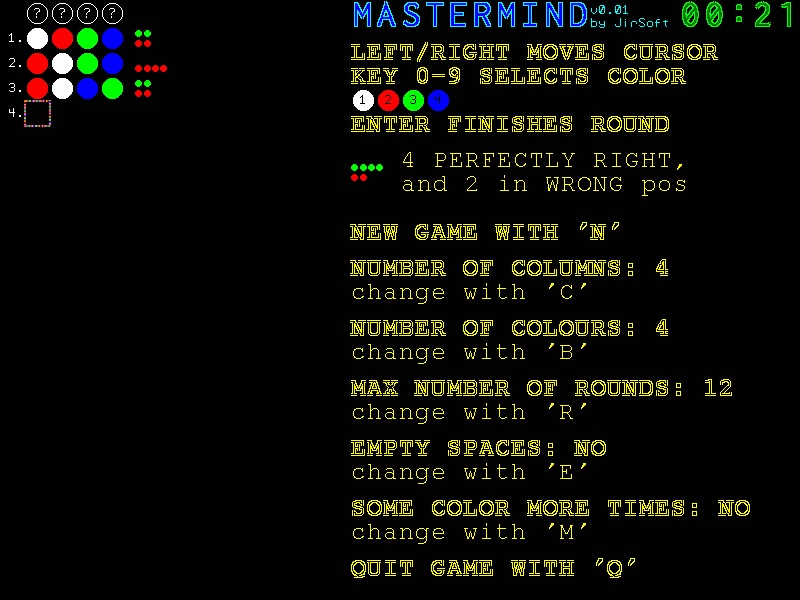 ? ? ? ?
MASTERMIND v0.01 by JirSoft 00:21
1.
2.
3.
4.
LEFT/RIGHT MOVES CURSOR
KEY 0-9 SELECTS COLOR
1 2 3 4
ENTER FINISHES ROUND
4 PERFECTLY RIGHT,
and 2 in WRONG pos
NEW GAME WITH 'N'
NUMBER OF COLUMNS: 4
change with 'C'
NUMBER OF COLOURS: 4
change with 'B'
MAX NUMBER OF ROUNDS: 12
change with 'R'
EMPTY SPACES: NO
change with 'E'
SOME COLOR MORE TIMES: NO
change with 'M'
QUIT GAME WITH 'Q'